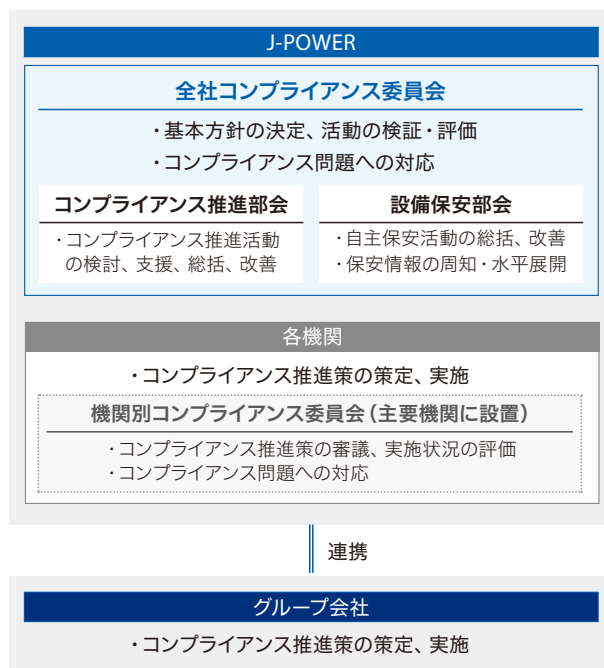 J-POWER
全社コンプライアンス委員会
・基本方針の決定、活動の検証・評価
・コンプライアンス問題への対応
コンプライアンス推進部会
・コンプライアンス推進活動
の検討、支援、総括、改善
設備保安部会
・自主保安活動の総括、改善
・保安情報の周知・水平展開
各機関
・コンプライアンス推進策の策定、実施
機関別コンプライアンス委員会（主要機関に設置）
・コンプライアンス推進策の審議、実施状況の評価
・コンプライアンス問題への対応
連携
グループ会社
・コンプライアンス推進策の策定、実施